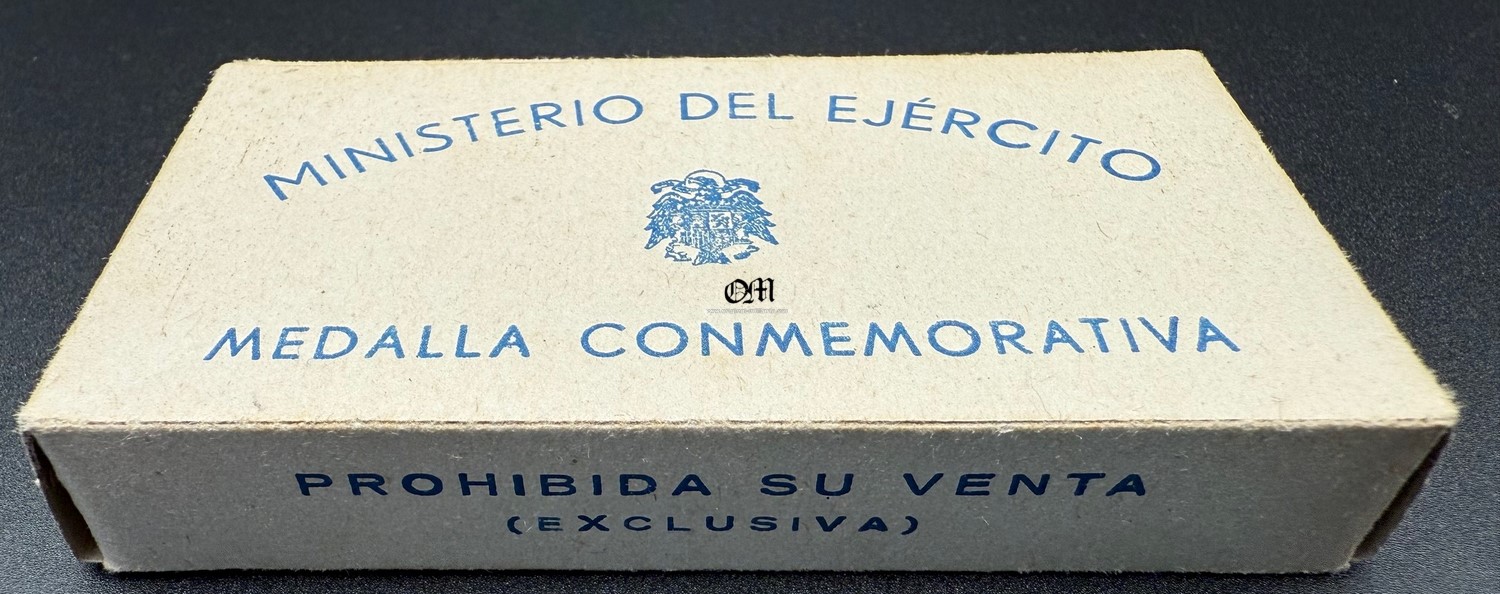 MINISTERIO DEL EJÉRCITO
OM
MEDALLA CONMEMORATIVA
PROHIBIDA SU VENTA
(EXCLUSIVA)